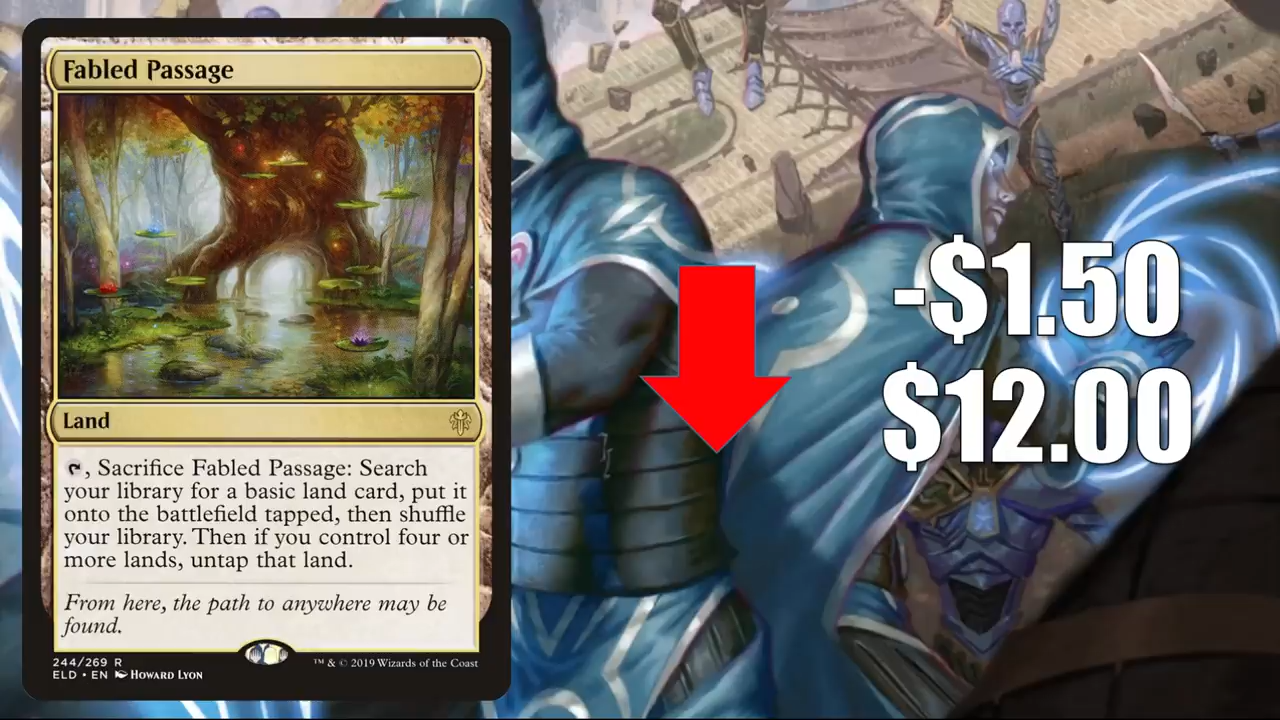 Fabled Passage
Land
, Sacrifice Fabled Passage: Search
your library for a basic land card, put it
onto the battlefield tapped, then shuffle
your library. Then if you control four or
more lands, untap that land.
From here, the path to anywhere may be
found.
244/269 R
ELD • EN Howard Lyon
™ & © 2019 Wizards of the Coast
-$1.50
$12.00